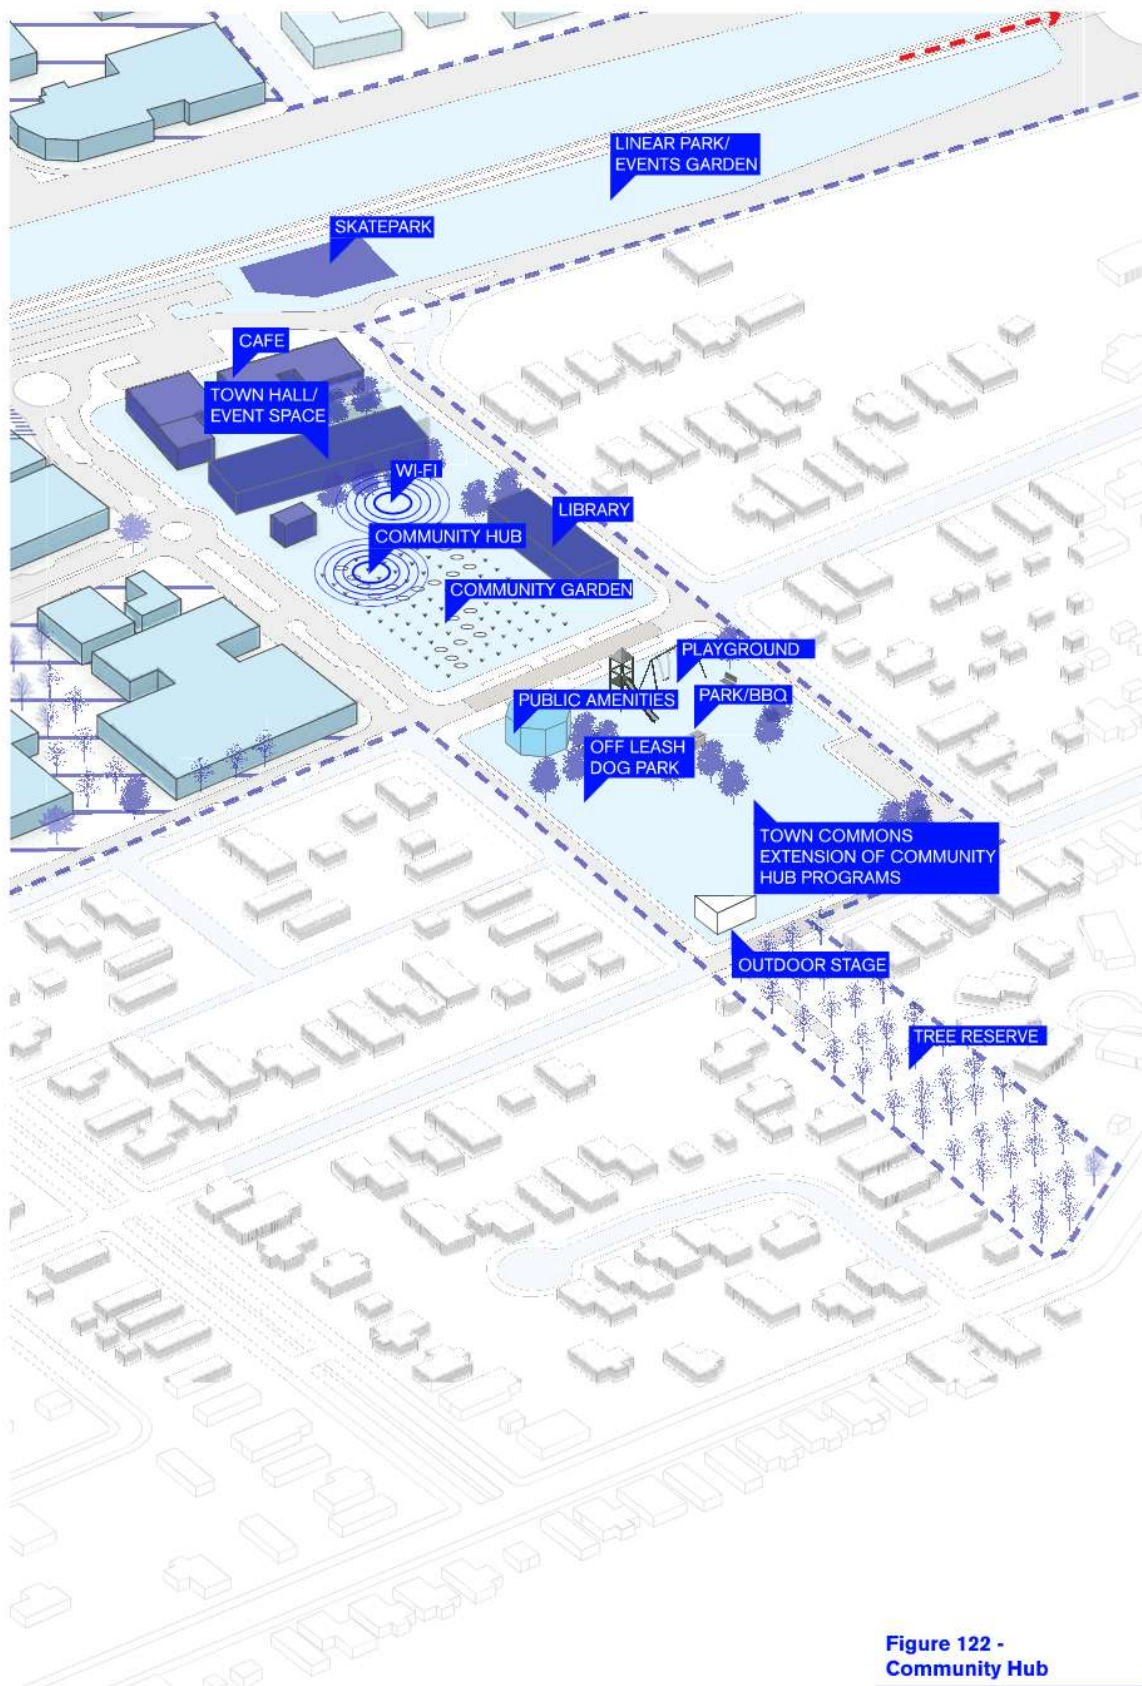 LINEAR PARK/
EVENTS GARDEN
SKATEPARK
CAFE
TOWN HALL/
EVENT SPACE
WI-FI
LIBRARY
COMMUNITY HUB
COMMUNITY GARDEN
PLAYGROUND
PUBLIC AMENITIES
PARK/BBQ
OFF LEASH
DOG PARK
TOWN COMMONS
EXTENSION OF COMMUNITY
HUB PROGRAMS
OUTDOOR STAGE
TREE RESERVE
Figure 122 -
Community Hub